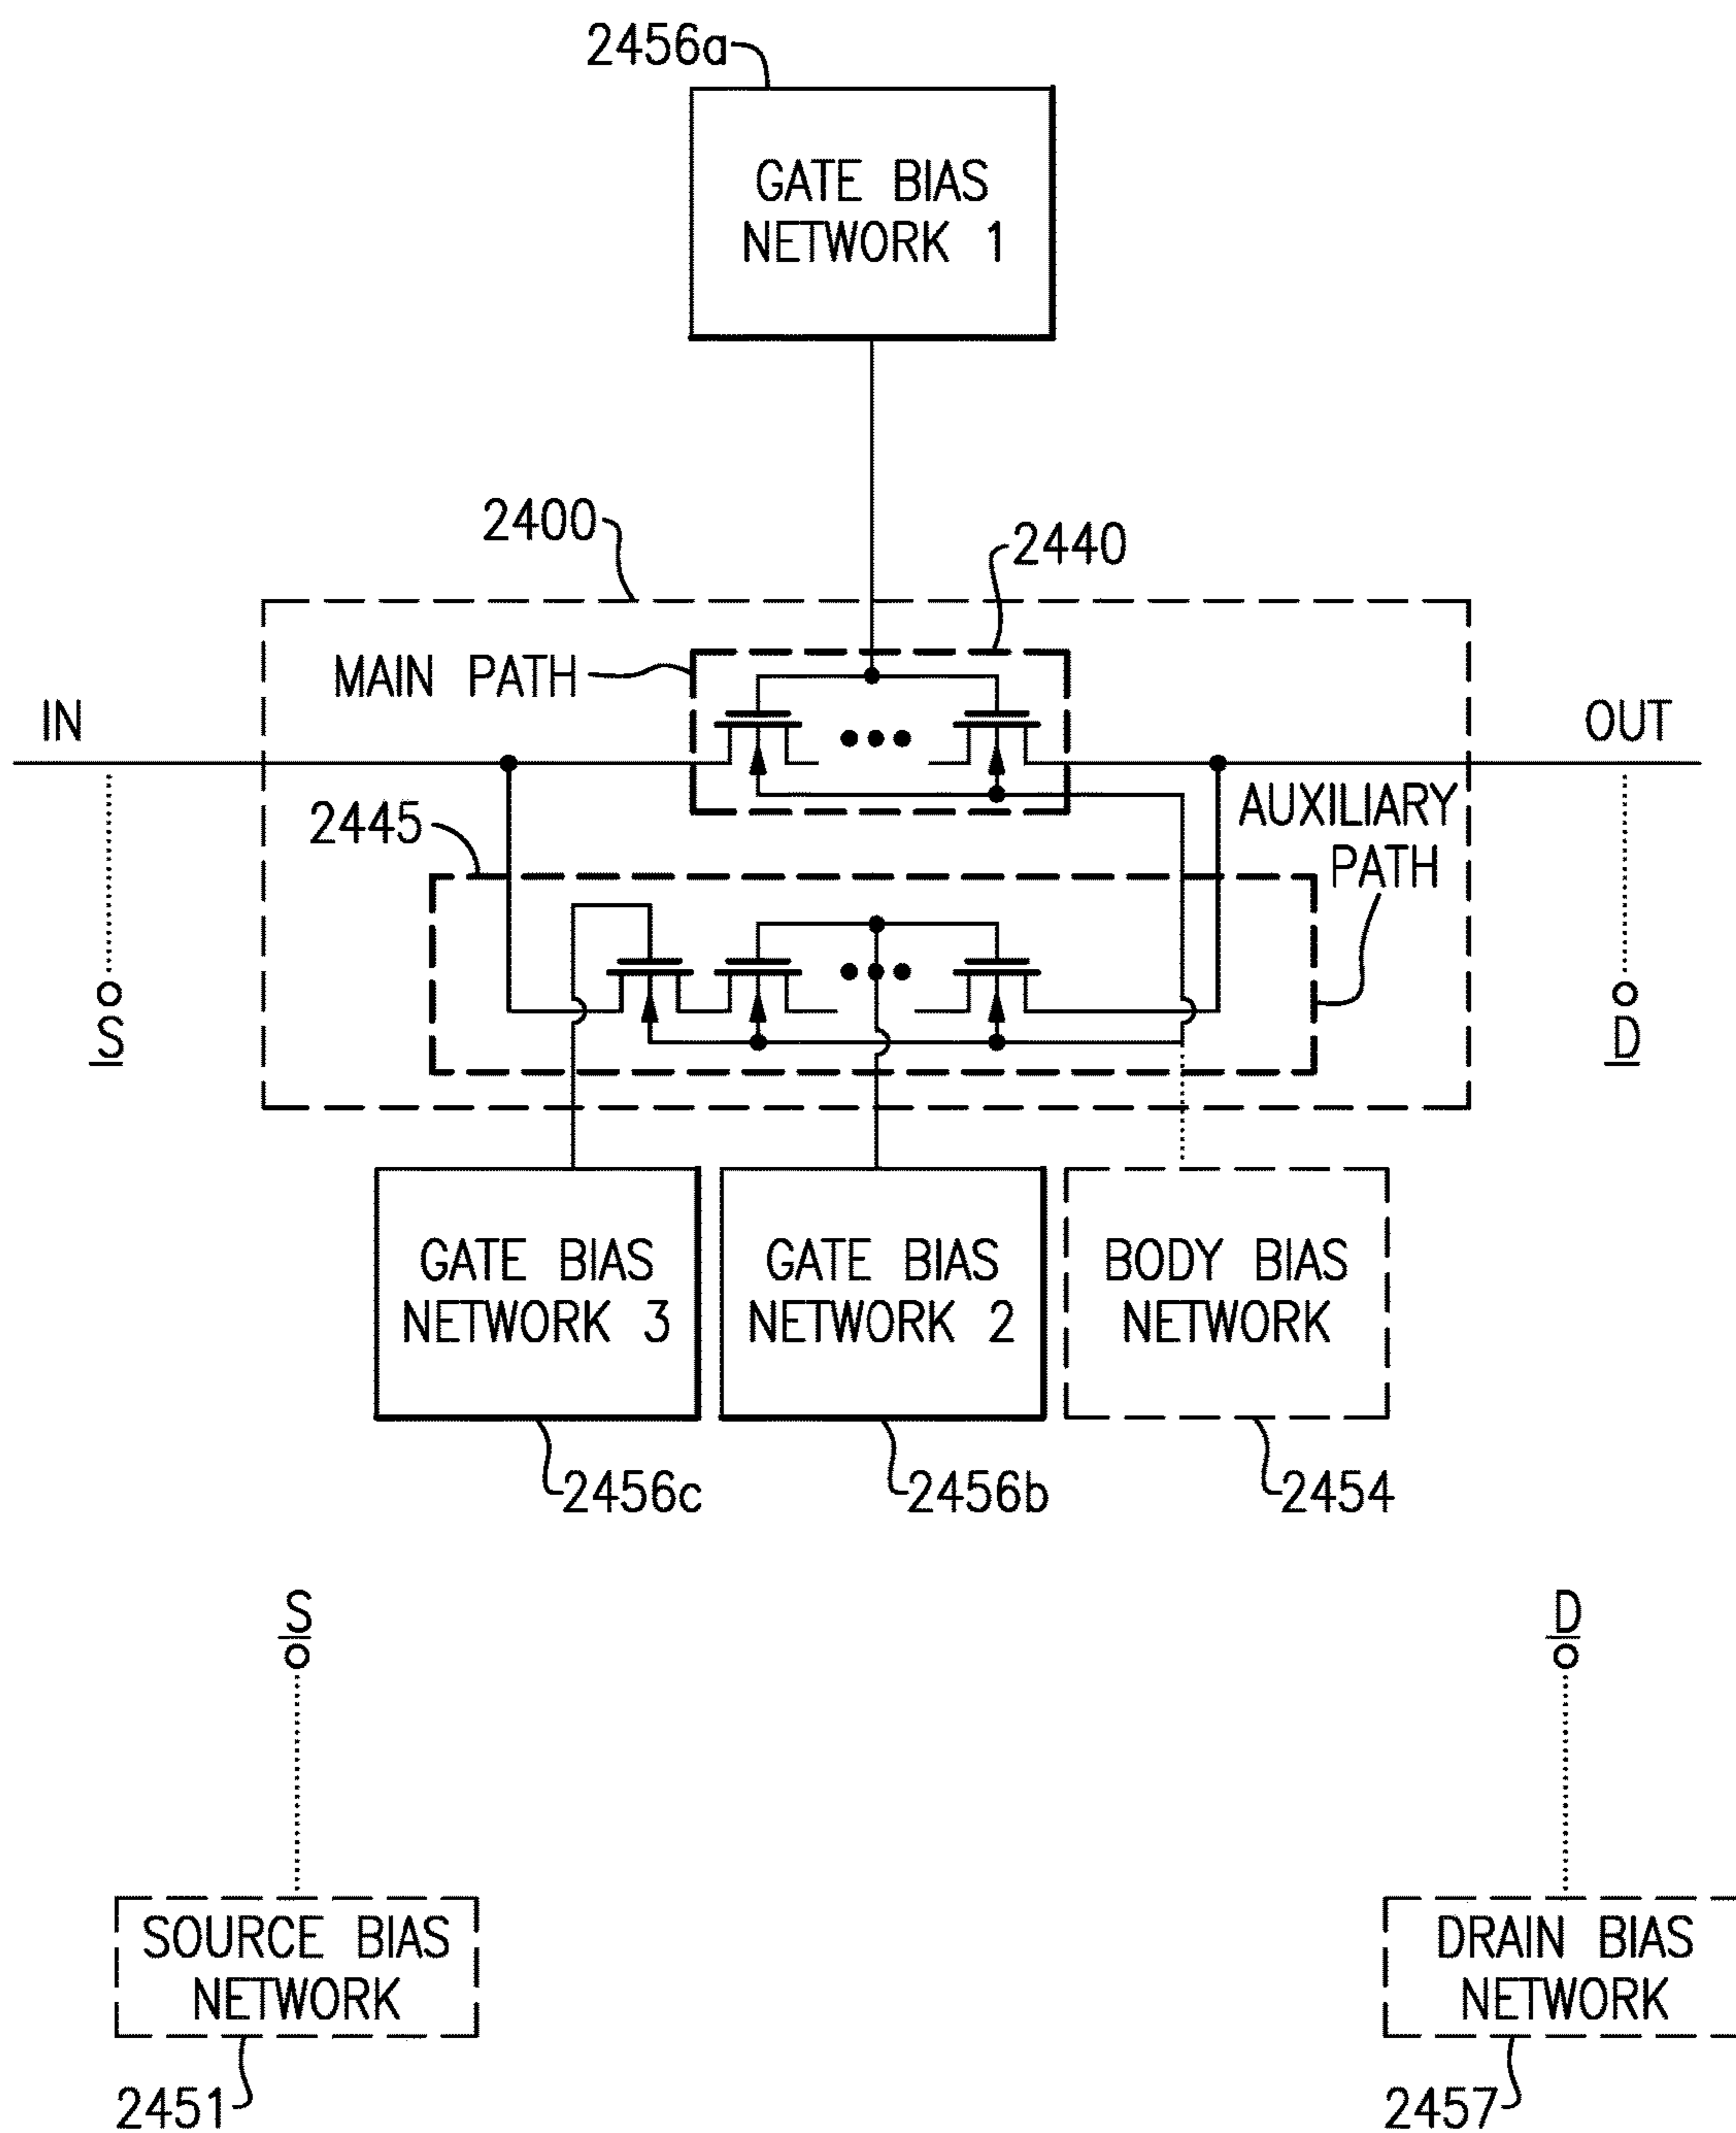 2456a
GATE BIAS
NETWORK 1
2400
2440
MAIN PATH
IN
OUT
2445
AUXILIARY
PATH
S
D
GATE BIAS
NETWORK 3
GATE BIAS
NETWORK 2
BODY BIAS
NETWORK
2456c
2456b
2454
S
D
SOURCE BIAS
NETWORK
DRAIN BIAS
NETWORK
2451
2457